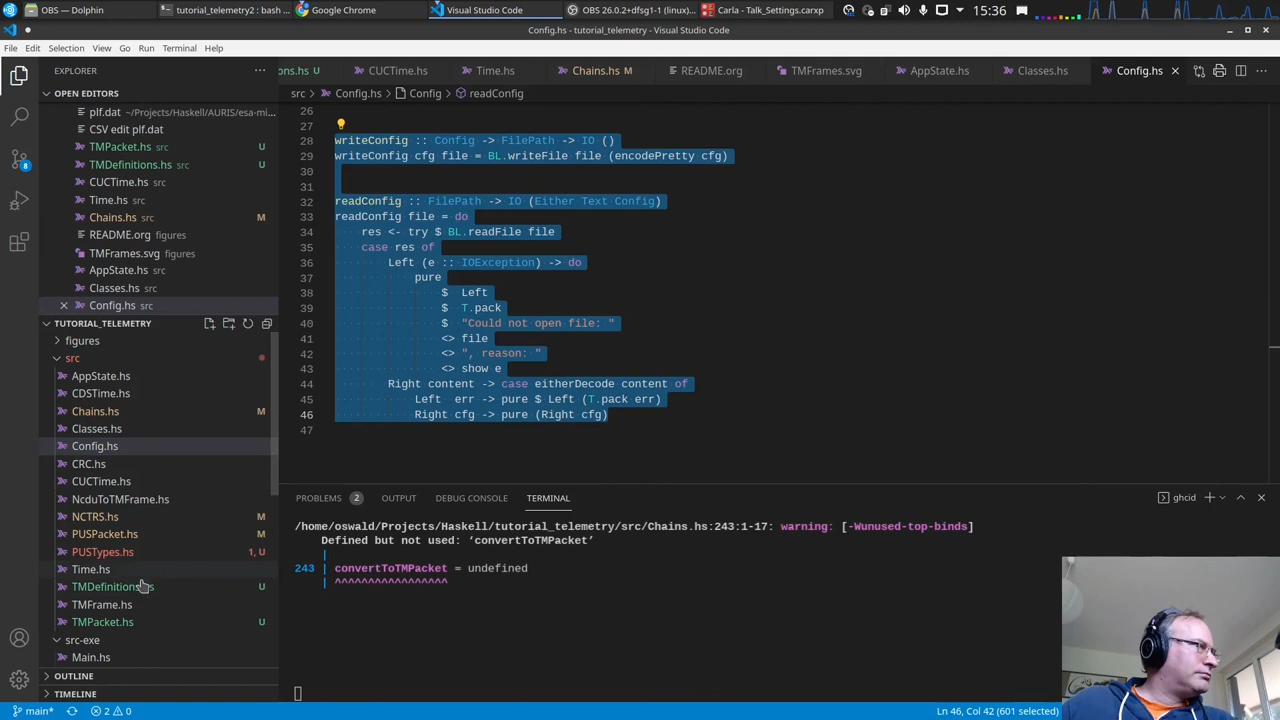 OBS — Dolphin
tutorial_telemetry2 : bash ...
Google Chrome
Visual Studio Code
OBS 26.0.2+dfsg1-1 (linux)...
Carla - Talk_Settings.carxp
15:36
Config.hs - tutorial_telemetry - Visual Studio Code
File Edit Selection View Go Run Terminal Help
EXPLORER
ons.hs U
CUCTime.hs
Time.hs
Chains.hs M
README.org
TMFrames.svg
AppState.hs
Classes.hs
Config.hs
OPEN EDITORS
src > Config.hs > Config > readConfig
plf.dat ~/Projects/Haskell/AURIS/esa-mi...
CSV edit plf.dat
TMPacket.hs src U
TMDefinitions.hs src U
CUCTime.hs src
Time.hs src
Chains.hs src M
README.org figures
TMFrames.svg figures
AppState.hs src
Classes.hs src
Config.hs src
TUTORIAL_TELEMETRY
figures
src
AppState.hs
CDSTime.hs
Chains.hs M
Classes.hs
Config.hs
CRC.hs
CUCTime.hs
NcduToTMFrame.hs
NCTRS.hs M
PUSPacket.hs M
PUSTypes.hs 1, U
Time.hs
TMDefinitions.hs U
TMFrame.hs
TMPacket.hs U
src-exe
Main.hs
OUTLINE
TIMELINE
8
26
27
28 writeConfig :: Config -> FilePath -> IO ()
29 writeConfig cfg file = BL.writeFile file (encodePretty cfg)
30
31
32 readConfig :: FilePath -> IO (Either Text Config)
33 readConfig file = do
34 res <- try $ BL.readFile file
35 case res of
36 Left (e :: IOException) -> do
37 pure
38 $ Left
39 $ T.pack
40 $ "Could not open file: "
41 <> file
42 <> ", reason: "
43 <> show e
44 Right content -> case eitherDecode content of
45 Left err -> pure $ Left (T.pack err)
46 Right cfg -> pure (Right cfg)
47
PROBLEMS 2 OUTPUT DEBUG CONSOLE TERMINAL
ghcid
/home/oswald/Projects/Haskell/tutorial_telemetry/src/Chains.hs:243:1-17: warning: [-Wunused-top-binds]
Defined but not used: ‘convertToTMPacket’
|
243 | convertToTMPacket = undefined
| ^^^^^^^^^^^^^^^^^
main* 2 0
Ln 46, Col 42 (601 selected)